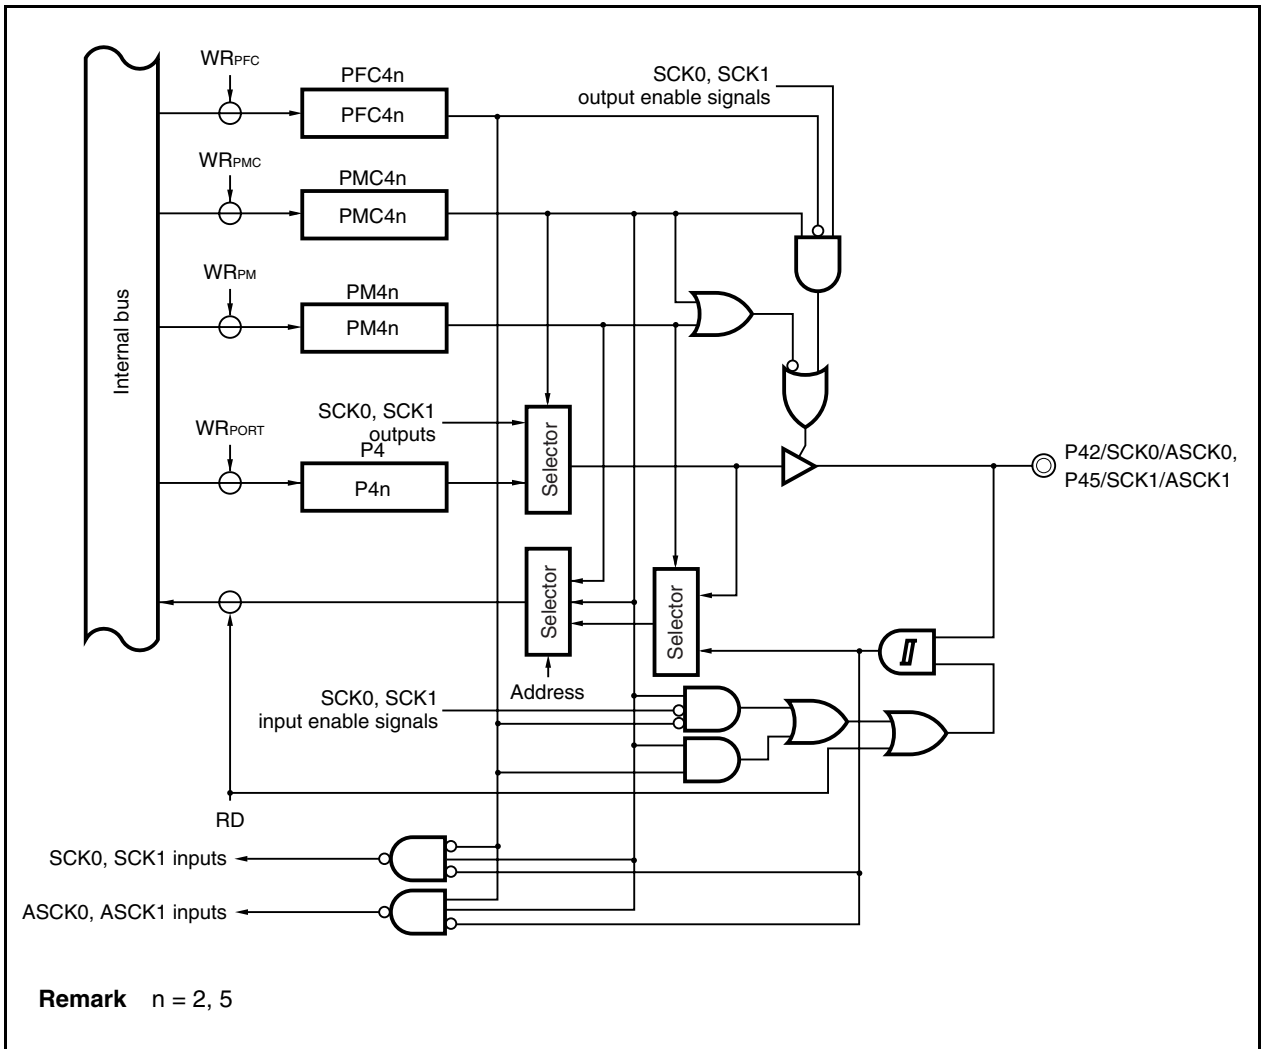 WRPFC
PFC4n
PFC4n
SCK0, SCK1
output enable signals
WRPMC
PMC4n
PMC4n
WRPM
PM4n
PM4n
Internal bus
SCK0, SCK1
outputs
WRPORT
P4
P4n
Selector
P42/SCK0/ASCK0,
P45/SCK1/ASCK1
Selector
Selector
Address
SCK0, SCK1
input enable signals
RD
SCK0, SCK1 inputs
ASCK0, ASCK1 inputs
Remark n = 2, 5